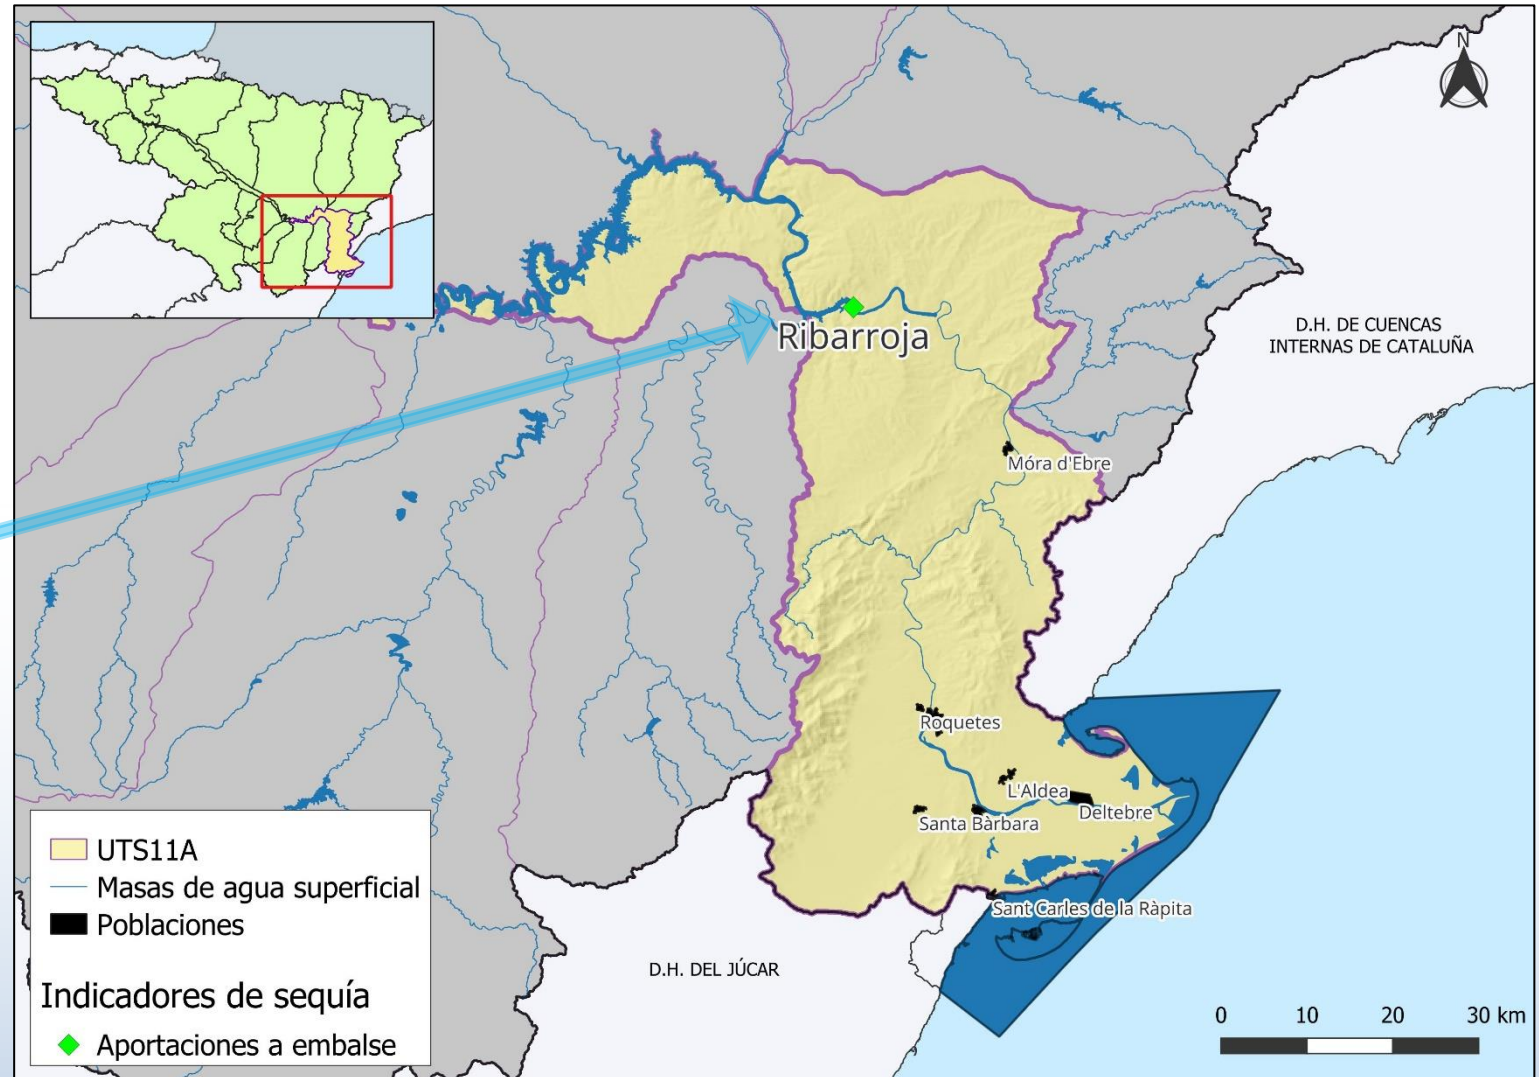 N
D.H. DE CUENCAS
INTERNAS DE CATALUÑA
Ribarroja
Móra d'Ebre
Roquetes
L'Aldea
Deltebre
Santa Bàrbara
Sant Carles de la Ràpita
D.H. DEL JÚCAR
UTS11A
Masas de agua superficial
Poblaciones
Indicadores de sequía
Aportaciones a embalse
0 10 20 30 km